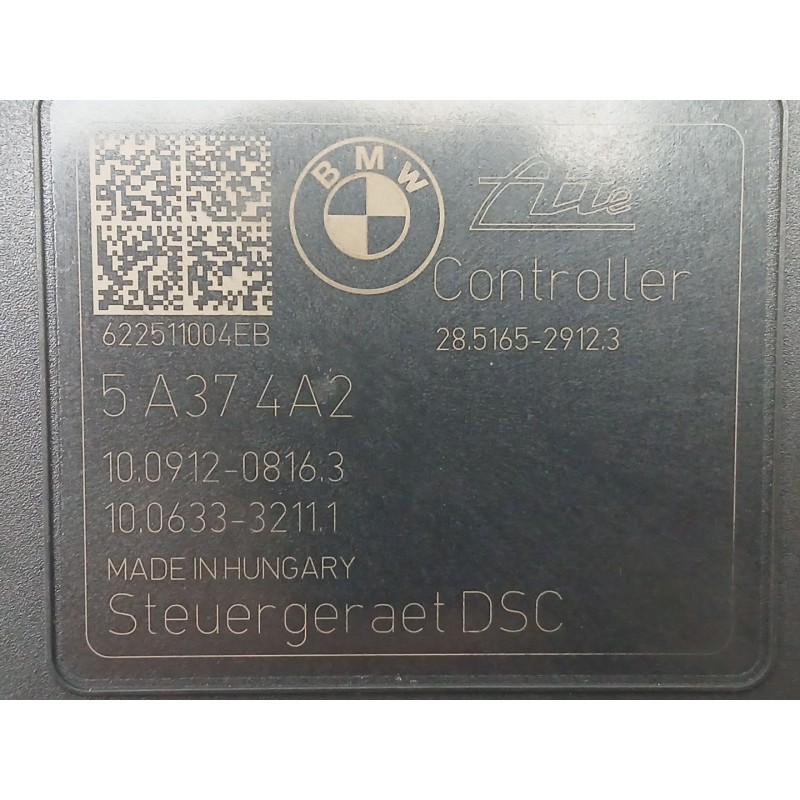 BMW
Ate
Controller
622511004EB
28.5165-2912.3
5 A37 4A2
10.0912-0816.3
10.0633-3211.1
MADE IN HUNGARY
Steuergeraet DSC